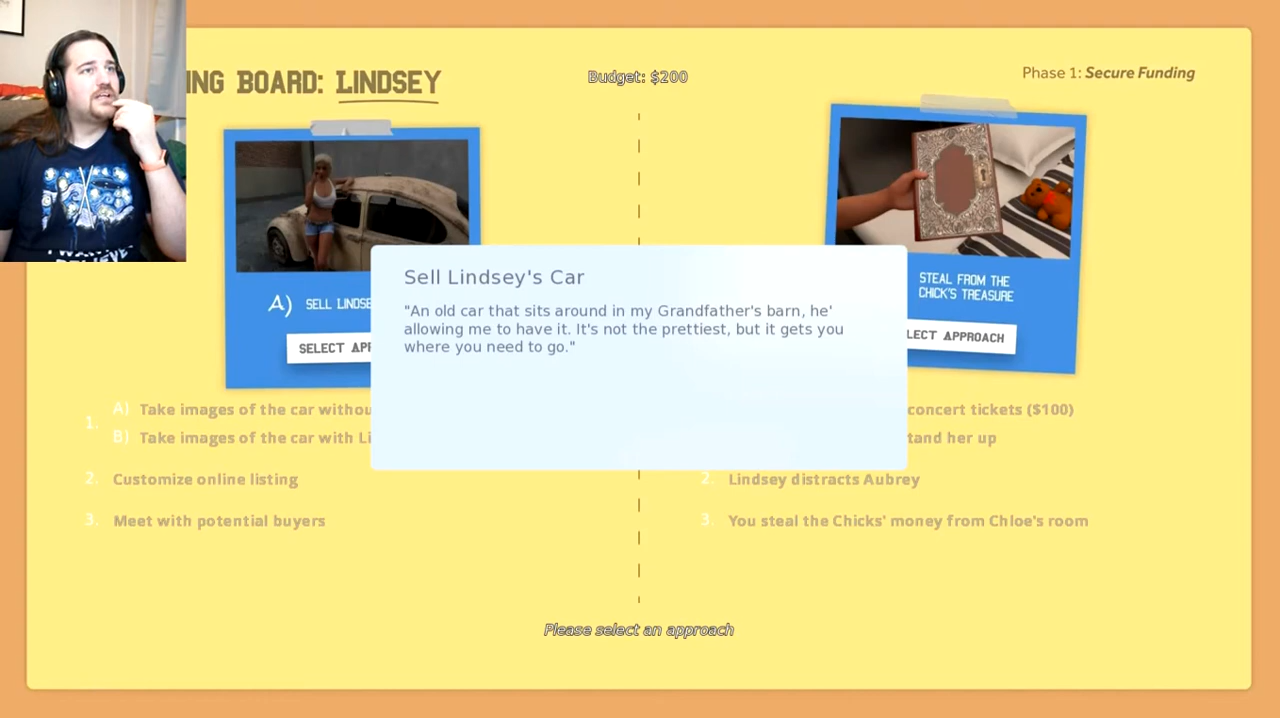 ING BOARD: LINDSEY
Budget: $200
Phase 1: Secure Funding
A) SELL LINDSE
SELECT APP
STEAL FROM THE
CHICK'S TREASURE
LECT APPROACH
Sell Lindsey's Car
"An old car that sits around in my Grandfather's barn, he'
allowing me to have it. It's not the prettiest, but it gets you
where you need to go."
1.
A) Take images of the car withou
B) Take images of the car with Li
2. Customize online listing
3. Meet with potential buyers
concert tickets ($100)
tand her up
2. Lindsey distracts Aubrey
3. You steal the Chicks' money from Chloe's room
Please select an approach